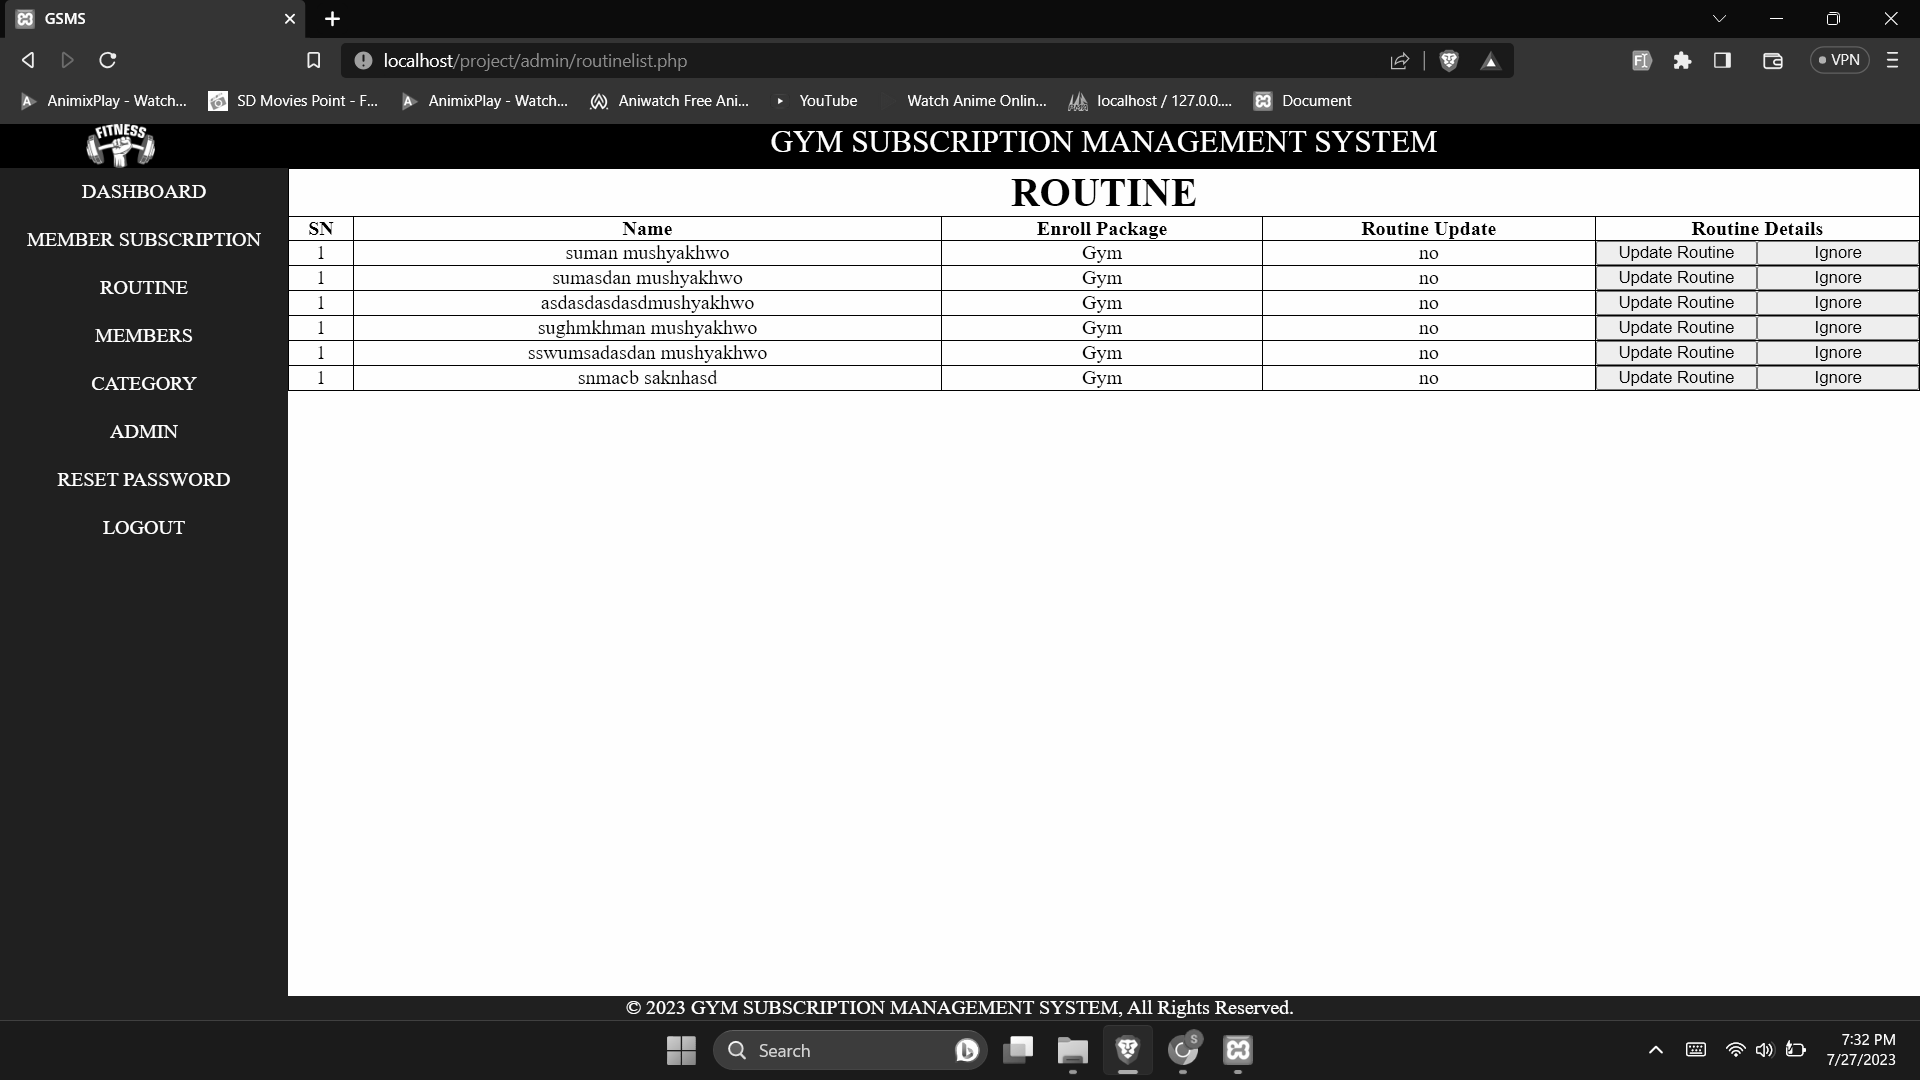 GSMS
localhost/project/admin/routinelist.php
VPN
AnimixPlay - Watch... SD Movies Point - F... AnimixPlay - Watch... Aniwatch Free Ani... YouTube Watch Anime Onlin... localhost / 127.0.0.... Document
FITNESS
GYM SUBSCRIPTION MANAGEMENT SYSTEM
DASHBOARD
MEMBER SUBSCRIPTION
ROUTINE
MEMBERS
CATEGORY
ADMIN
RESET PASSWORD
LOGOUT
ROUTINE
SN Name Enroll Package Routine Update Routine Details
1 suman mushyakhwo Gym no Update Routine Ignore
1 sumasdan mushyakhwo Gym no Update Routine Ignore
1 asdasdasdasdmushyakhwo Gym no Update Routine Ignore
1 sughmkhman mushyakhwo Gym no Update Routine Ignore
1 sswumsadasdan mushyakhwo Gym no Update Routine Ignore
1 snmacb saknhasd Gym no Update Routine Ignore
© 2023 GYM SUBSCRIPTION MANAGEMENT SYSTEM, All Rights Reserved.
Search
S
7:32 PM
7/27/2023